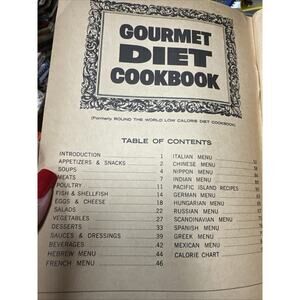 GOURMET
DIET
COOKBOOK
(Formerly ROUND THE WORLD LOW CALORIE DIET COOKBOOK)
TABLE OF CONTENTS
INTRODUCTION 1
APPETIZERS & SNACKS 2
SOUPS 4
MEATS 7
POULTRY 11
FISH & SHELLFISH 14
EGGS & CHEESE 18
SALADS 22
VEGETABLES 27
DESSERTS 33
SAUCES & DRESSINGS 39
BEVERAGES 42
HEBREW MENU 44
FRENCH MENU 46
ITALIAN MENU
CHINESE MENU
NIPPON MENU
INDIAN MENU
PACIFIC ISLAND RECIPES
GERMAN MENU
HUNGARIAN MENU
RUSSIAN MENU
SCANDINAVIAN MENU
SPANISH MENU
GREEK MENU
MEXICAN MENU
CALORIE CHART